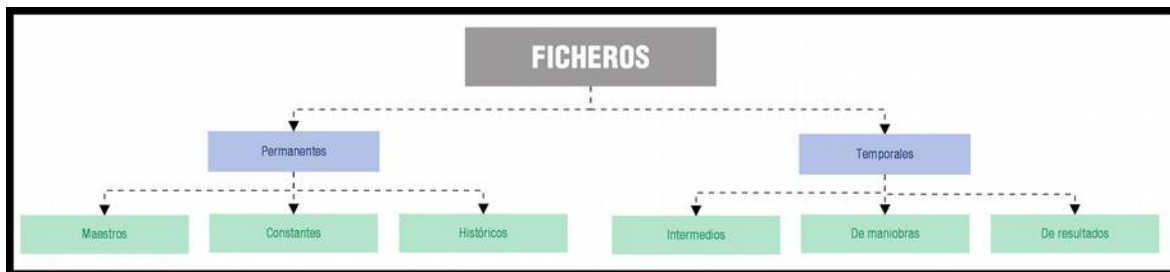 FICHEROS
Permanentes
Temporales
Maestros
Constantes
Históricos
Intermedios
De maniobras
De resultados